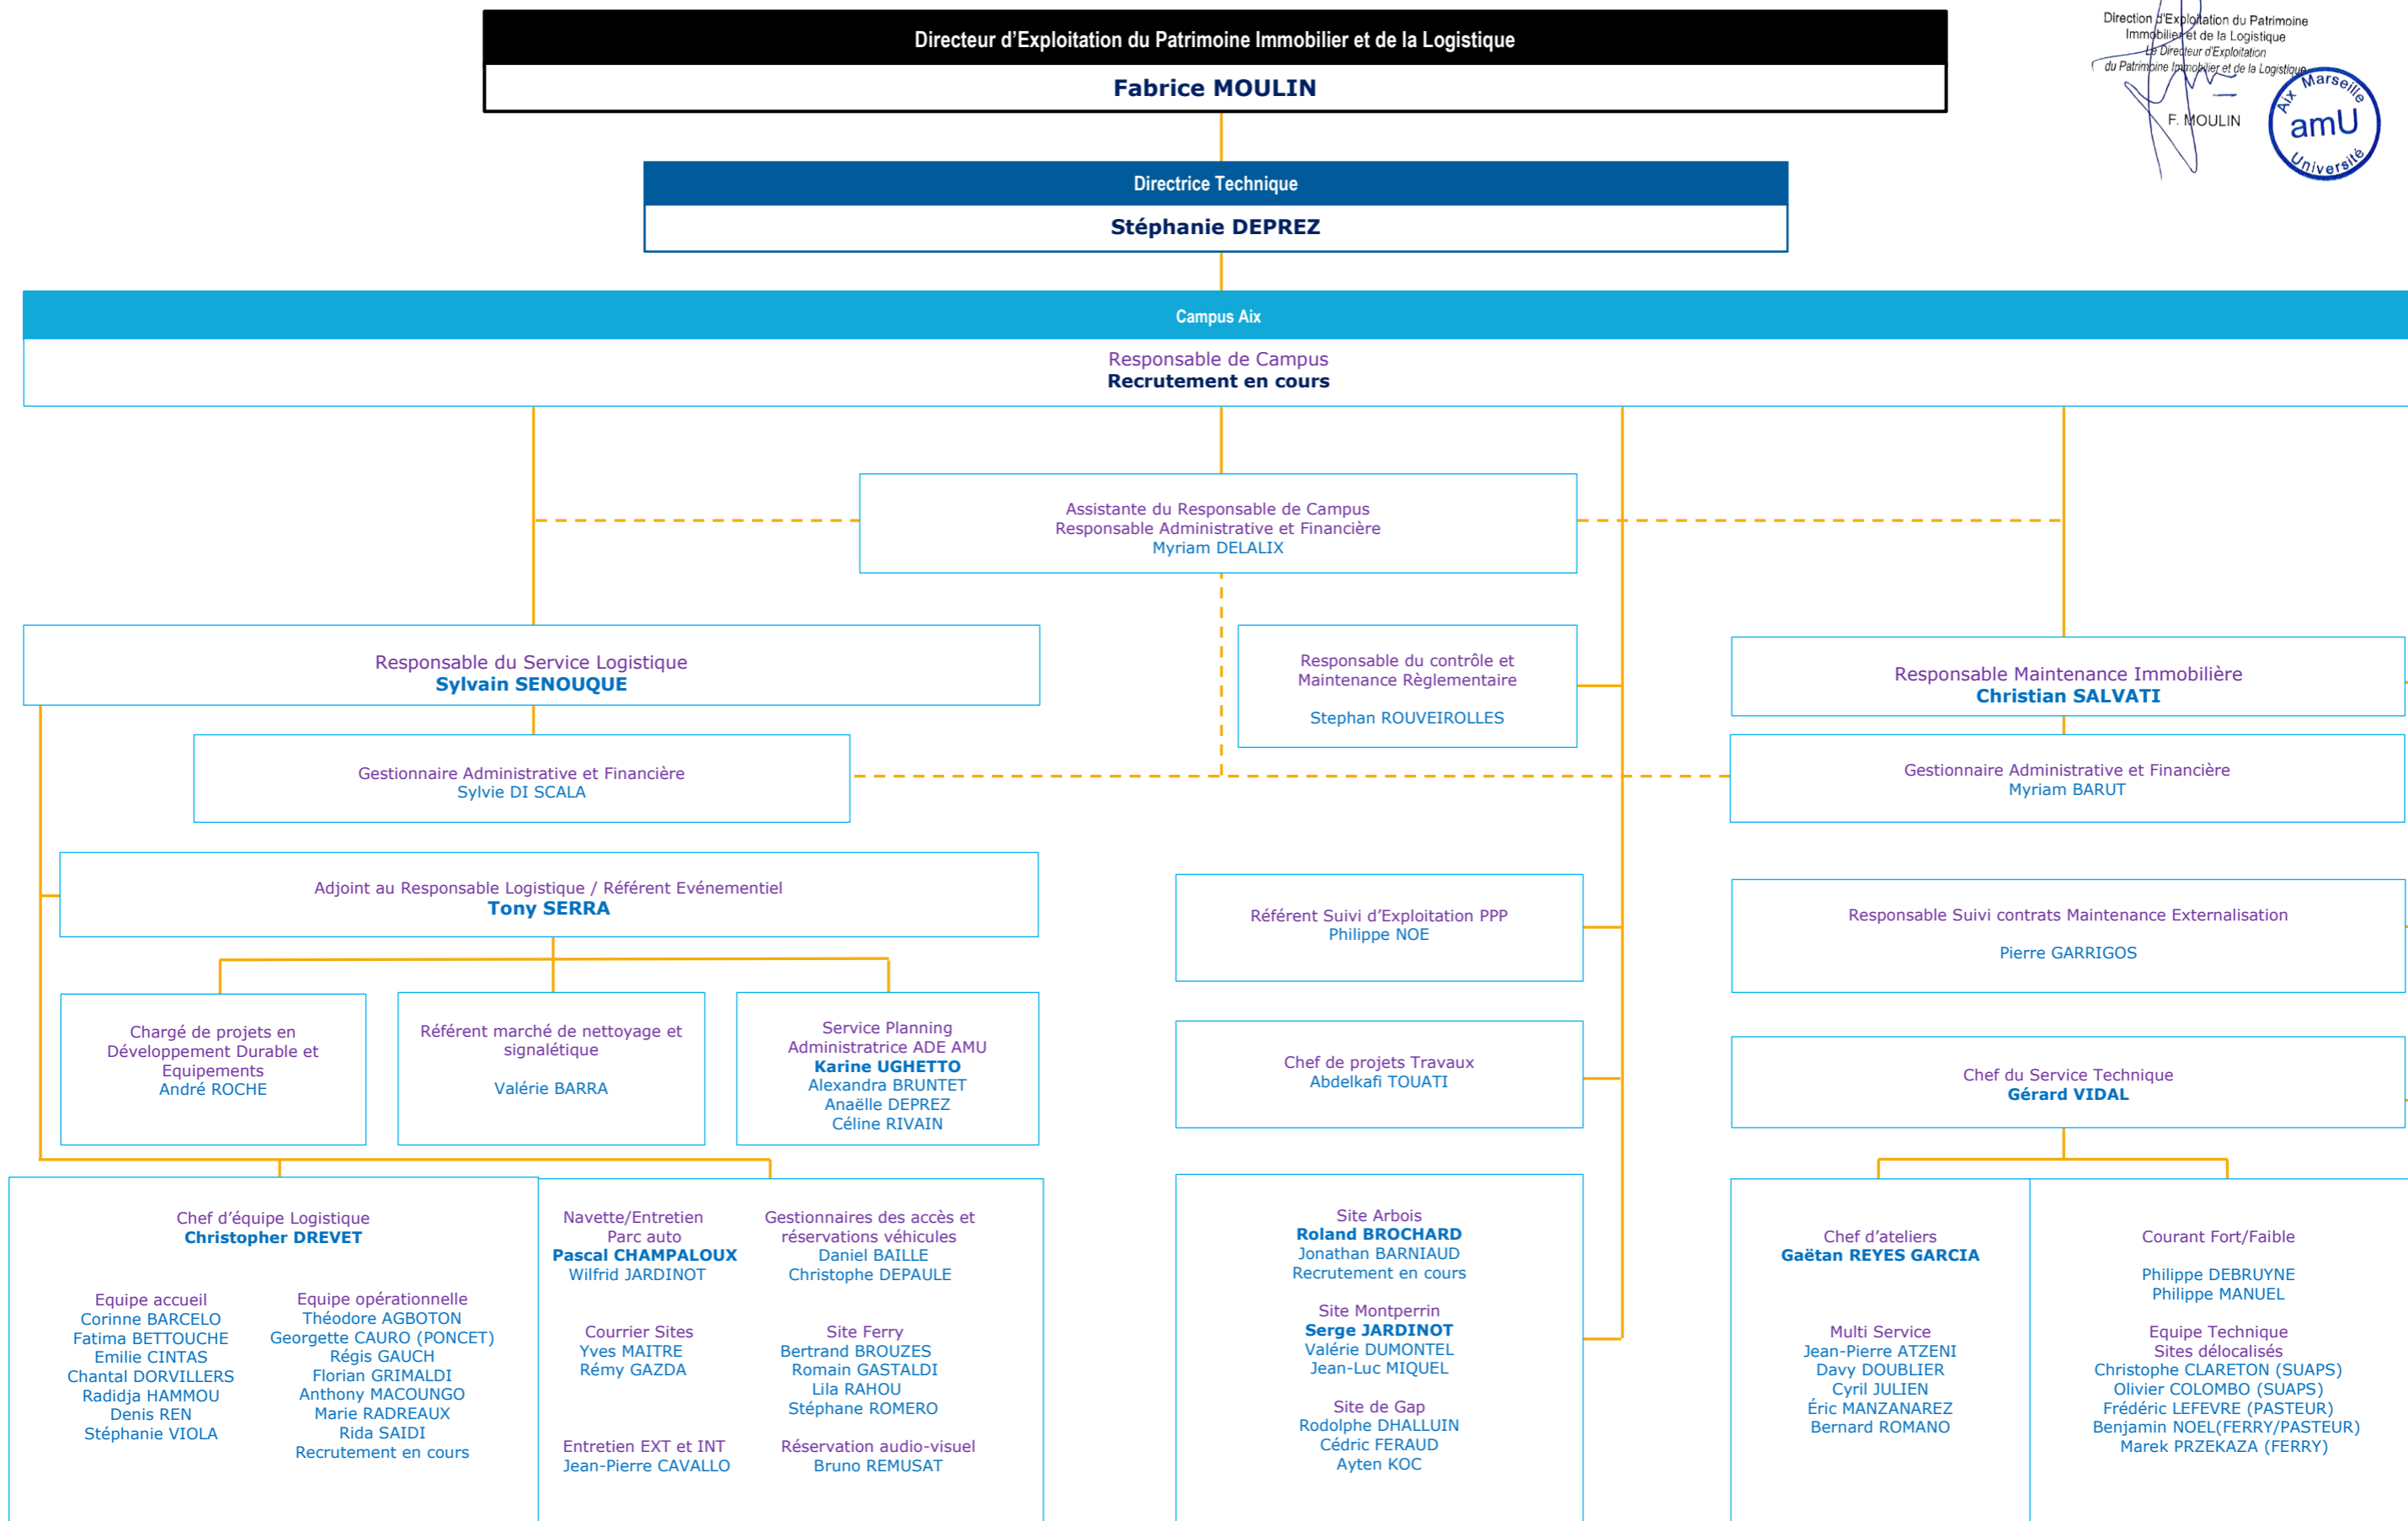 Directeur d'Exploitation du Patrimoine Immobilier et de la Logistique
Fabrice MOULIN
Direction d'Exploitation du Patrimoine
Immobilier et de la Logistique
Le Directeur d'Exploitation
du Patrimoine Immobilier et de la Logistique
F. MOULIN
Aix Marseille
amU
Université
Directrice Technique
Stéphanie DEPREZ
Campus Aix
Responsable de Campus
Recrutement en cours
Assistante du Responsable de Campus
Responsable Administrative et Financière
Myriam DELALIX
Responsable du Service Logistique
Sylvain SENOUQUE
Responsable du contrôle et
Maintenance Règlementaire
Stephan ROUVEIROLLES
Responsable Maintenance Immobilière
Christian SALVATI
Gestionnaire Administrative et Financière
Sylvie DI SCALA
Gestionnaire Administrative et Financière
Myriam BARUT
Adjoint au Responsable Logistique / Référent Evénementiel
Tony SERRA
Référent Suivi d'Exploitation PPP
Philippe NOE
Responsable Suivi contrats Maintenance Externalisation
Pierre GARRIGOS
Chargé de projets en
Développement Durable et
Equipements
André ROCHE
Référent marché de nettoyage et
signalétique
Valérie BARRA
Service Planning
Administratrice ADE AMU
Karine UGHETTO
Alexandra BRUNTET
Anaëlle DEPREZ
Céline RIVAIN
Chef de projets Travaux
Abdelkafi TOUATI
Chef du Service Technique
Gérard VIDAL
Chef d'équipe Logistique
Christopher DREVET
Equipe accueil
Corinne BARCELO
Fatima BETTOUCHE
Emilie CINTAS
Chantal DORVILLERS
Radidja HAMMOU
Denis REN
Stéphanie VIOLA
Equipe opérationnelle
Théodore AGBOTON
Georgette CAURO (PONCET)
Régis GAUCH
Florian GRIMALDI
Anthony MACOUNGO
Marie RADREAUX
Rida SAIDI
Recrutement en cours
Navette/Entretien
Parc auto
Pascal CHAMPALOUX
Wilfrid JARDINOT
Courrier Sites
Yves MAITRE
Rémy GAZDA
Entretien EXT et INT
Jean-Pierre CAVALLO
Gestionnaires des accès et
réservations véhicules
Daniel BAILLE
Christophe DEPAULE
Site Ferry
Bertrand BROUZES
Romain GASTALDI
Lila RAHOU
Stéphane ROMERO
Réservation audio-visuel
Bruno REMUSAT
Site Arbois
Roland BROCHARD
Jonathan BARNIAUD
Recrutement en cours
Site Montperrin
Serge JARDINOT
Valérie DUMONTEL
Jean-Luc MIQUEL
Site de Gap
Rodolphe DHALLUIN
Cédric FERAUD
Ayten KOC
Chef d'ateliers
Gaëtan REYES GARCIA
Multi Service
Jean-Pierre ATZENI
Davy DOUBLIER
Cyril JULIEN
Éric MANZANAREZ
Bernard ROMANO
Courant Fort/Faible
Philippe DEBRUYNE
Philippe MANUEL
Equipe Technique
Sites délocalisés
Christophe CLARETON (SUAPS)
Olivier COLOMBO (SUAPS)
Frédéric LEFEVRE (PASTEUR)
Benjamin NOEL(FERRY/PASTEUR)
Marek PRZEKAZA (FERRY)